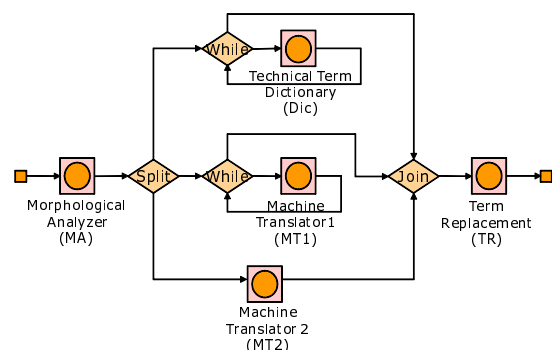 While
Technical Term
Dictionary
(Dic)
Split
While
Join
Morphological
Analyzer
(MA)
Machine
Translator1
(MT1)
Term
Replacement
(TR)
Machine
Translator 2
(MT2)